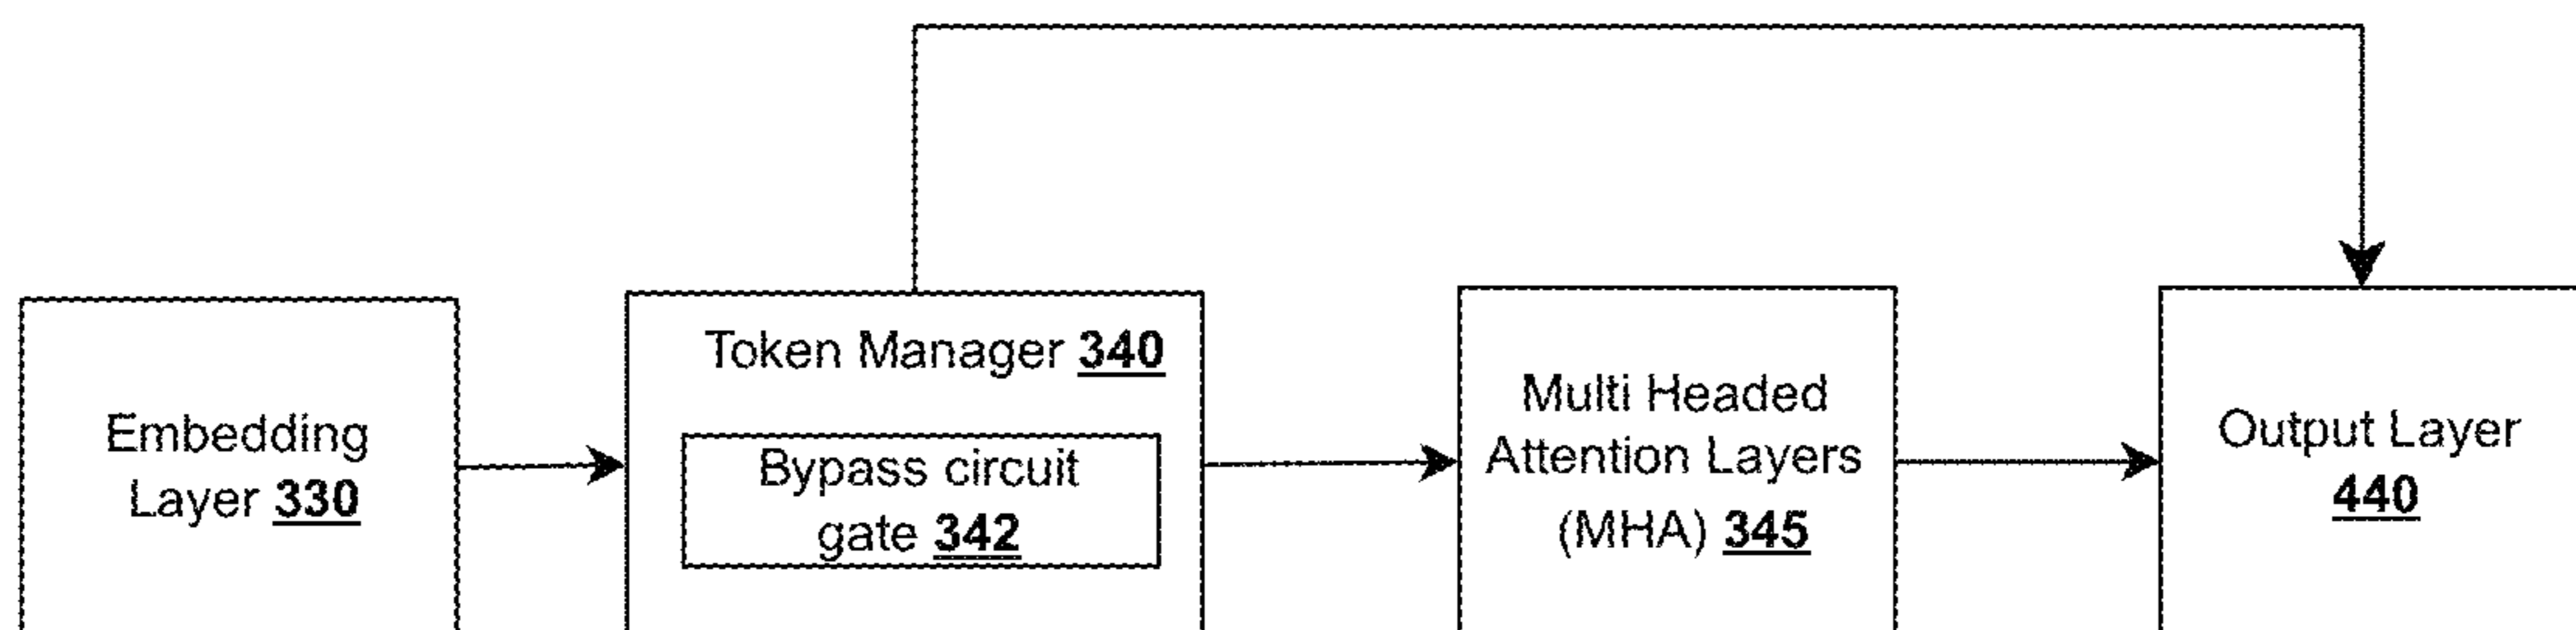 Embedding
Layer 330
Token Manager 340
Bypass circuit
gate 342
Multi Headed
Attention Layers
(MHA) 345
Output Layer
440